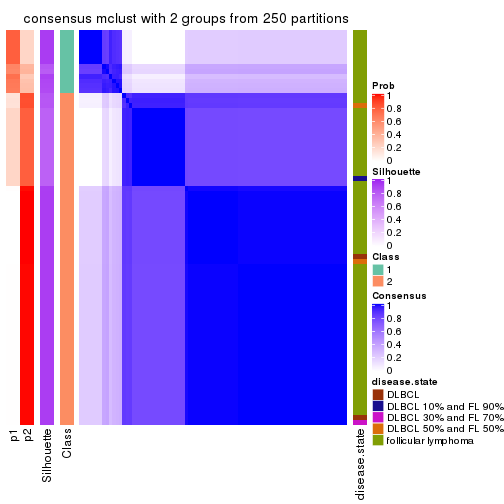 consensus mclust with 2 groups from 250 partitions
Prob
1
0.8
0.6
0.4
0.2
0
Silhouette
1
0.8
0.6
0.4
0.2
0
Class
1
2
Consensus
1
0.8
0.6
0.4
0.2
0
disease.state
DLBCL
DLBCL 10% and FL 90%
DLBCL 30% and FL 70%
DLBCL 50% and FL 50%
follicular lymphoma
p1
p2
Silhouette
Class
disease.state